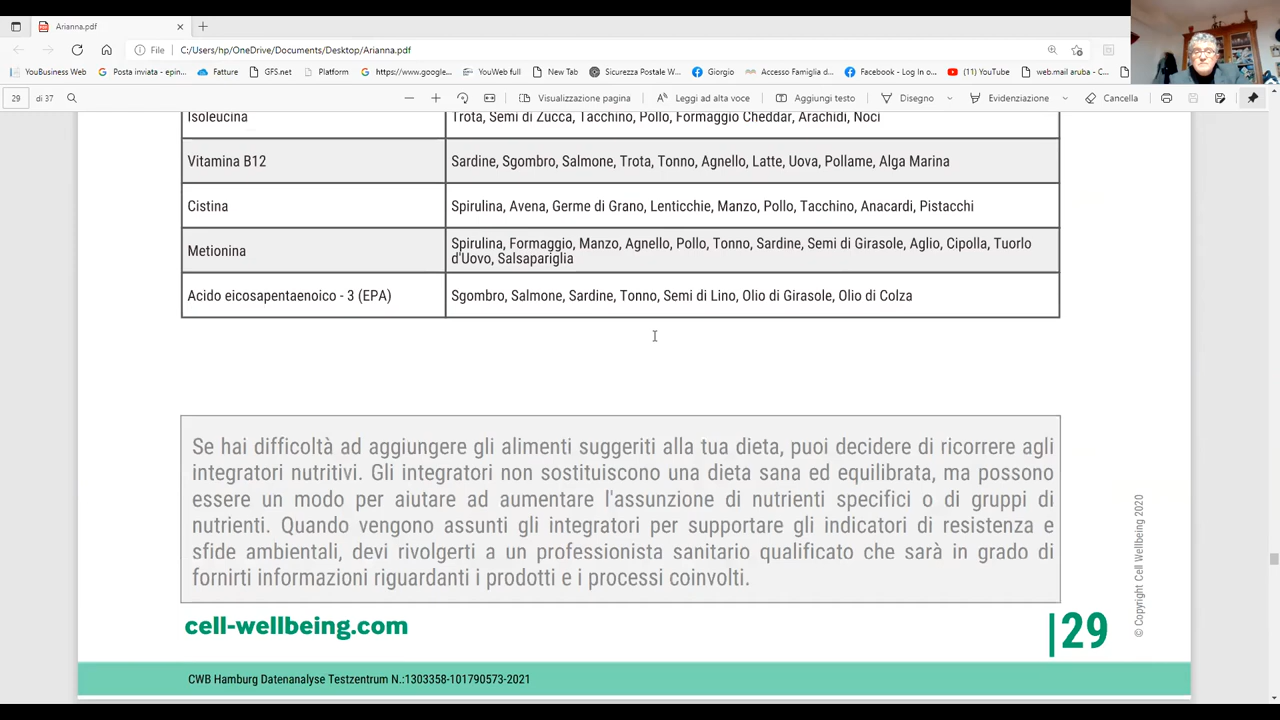 Arianna.pdf
File C:/Users/hp/OneDrive/Documents/Desktop/Arianna.pdf
YouBusiness Web Posta inviata - epin... Fatture GFS.net Platform https://www.google... YouWeb full New Tab Sicurezza Postale W... Giorgio Accesso Famiglia d... Facebook - Log In o... (11) YouTube web.mail aruba - C...
29 di 37 Visualizzazione pagina Leggi ad alta voce Aggiungi testo Disegno Evidenziazione Cancella
Isoleucina Trota, Semi di Zucca, Tacchino, Pollo, Formaggio Cheddar, Arachidi, Noci
Vitamina B12 Sardine, Sgombro, Salmone, Trota, Tonno, Agnello, Latte, Uova, Pollame, Alga Marina
Cistina Spirulina, Avena, Germe di Grano, Lenticchie, Manzo, Pollo, Tacchino, Anacardi, Pistacchi
Metionina Spirulina, Formaggio, Manzo, Agnello, Pollo, Tonno, Sardine, Semi di Girasole, Aglio, Cipolla, Tuorlo
d'Uovo, Salsapariglia
Acido eicosapentaenoico - 3 (EPA) Sgombro, Salmone, Sardine, Tonno, Semi di Lino, Olio di Girasole, Olio di Colza
Se hai difficoltà ad aggiungere gli alimenti suggeriti alla tua dieta, puoi decidere di ricorrere agli
integratori nutritivi. Gli integratori non sostituiscono una dieta sana ed equilibrata, ma possono
essere un modo per aiutare ad aumentare l'assunzione di nutrienti specifici o di gruppi di
nutrienti. Quando vengono assunti gli integratori per supportare gli indicatori di resistenza e
sfide ambientali, devi rivolgerti a un professionista sanitario qualificato che sarà in grado di
fornirti informazioni riguardanti i prodotti e i processi coinvolti.
© Copyright Cell Wellbeing 2020
cell-wellbeing.com |29
CWB Hamburg Datenanalyse Testzentrum N.:1303358-101790573-2021